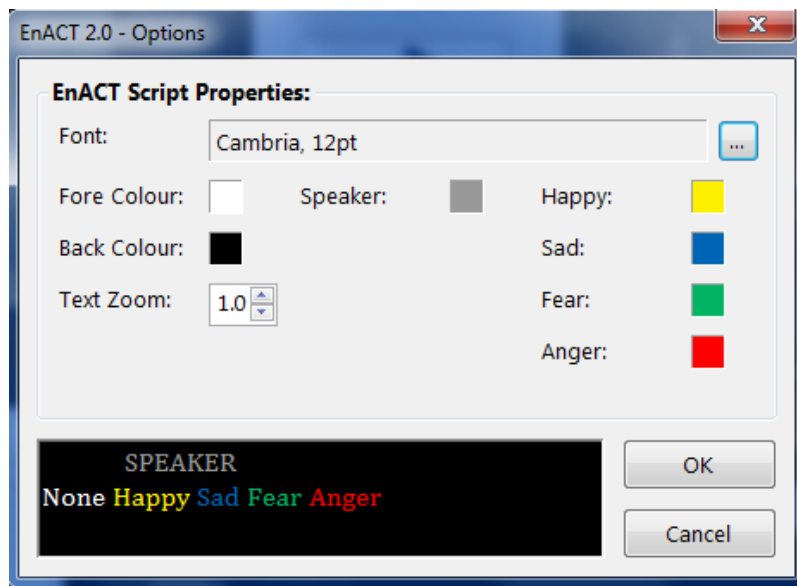 EnACT 2.0 - Options
EnACT Script Properties:
Font: Cambria, 12pt ...
Fore Colour: Speaker: Happy:
Back Colour: Sad:
Text Zoom: 1.0 Fear:
Anger:
SPEAKER
None Happy Sad Fear Anger
OK
Cancel